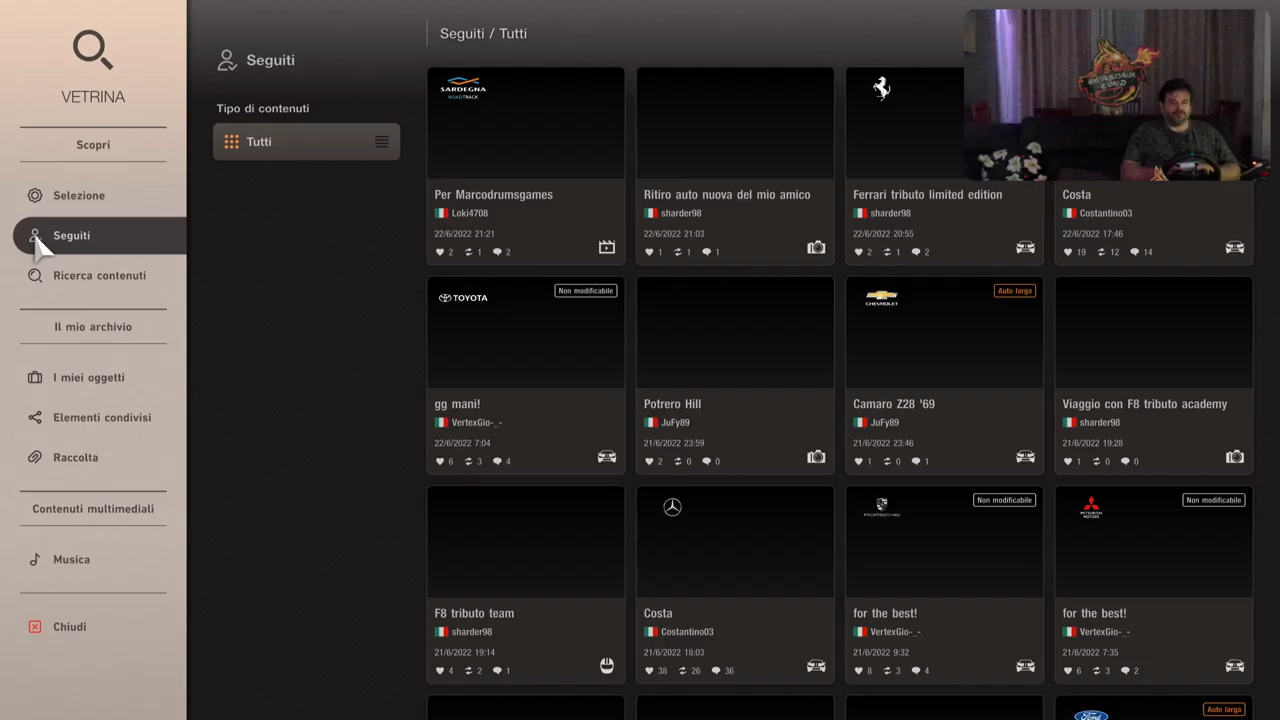 VETRINA
Scopri
Selezione
Seguiti
Ricerca contenuti
Il mio archivio
I miei oggetti
Elementi condivisi
Raccolta
Contenuti multimediali
Musica
Chiudi
Seguiti
Tipo di contenuti
Tutti
Seguiti / Tutti
SARDEGNA
ROAD TRACK
Per Marcodrumsgames
Loki4708
22/6/2022 21:21
2 1 2
Ritiro auto nuova del mio amico
sharder98
22/6/2022 21:03
1 1 1
Ferrari tributo limited edition
sharder98
22/6/2022 20:55
2 1 2
Costa
Costantino03
22/6/2022 17:46
19 12 14
TOYOTA
Non modificabile
gg mani!
VertexGio-_-
22/6/2022 7:04
6 3 4
Potrero Hill
JuFy89
21/6/2022 23:59
2 0 0
CHEVROLET
Auto larga
Camaro Z28 '69
JuFy89
21/6/2022 23:46
1 0 1
Viaggio con F8 tributo academy
sharder98
21/6/2022 19:28
1 0 0
F8 tributo team
sharder98
21/6/2022 19:14
4 2 1
Costa
Costantino03
21/6/2022 18:03
38 26 36
PORSCHE
Non modificabile
for the best!
VertexGio-_-
21/6/2022 9:32
8 3 4
MITSUBISHI
MOTORS
Non modificabile
for the best!
VertexGio-_-
21/6/2022 7:35
6 3 2
Ford
Auto larga